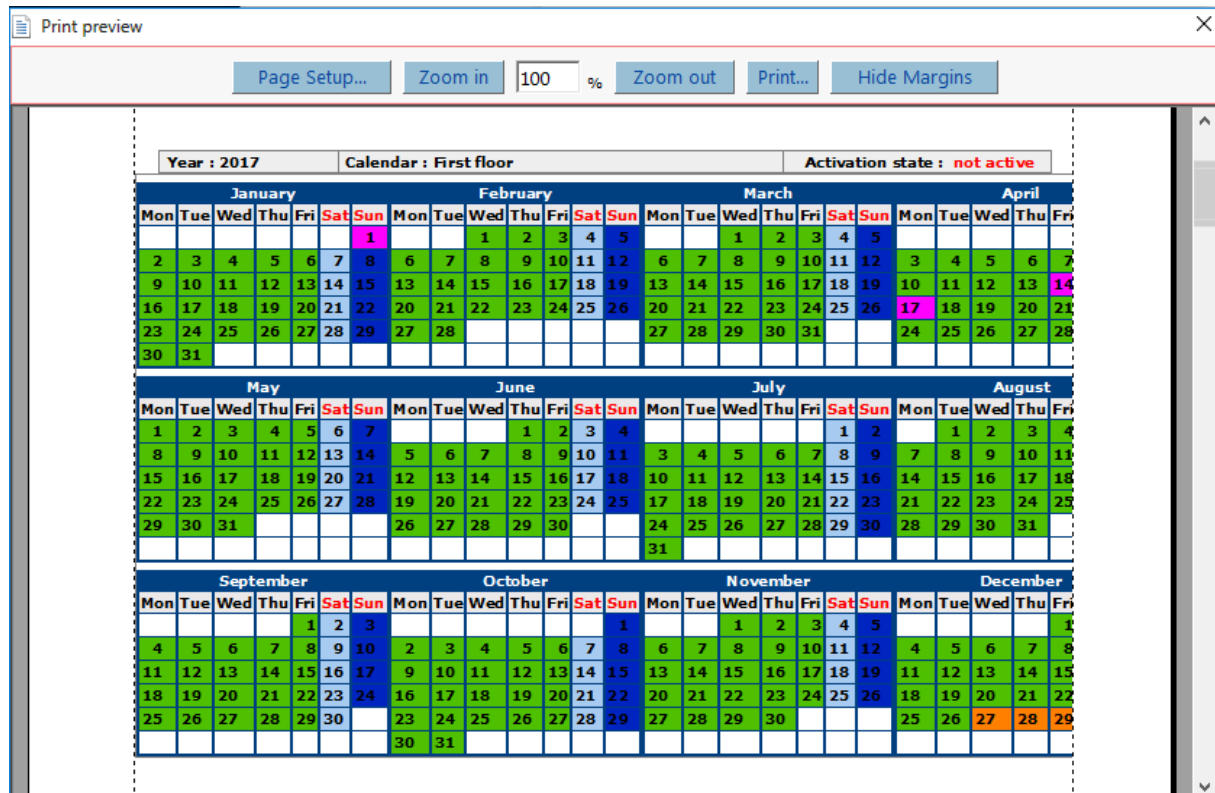 Print preview
Page Setup... Zoom in 100 % Zoom out Print... Hide Margins
Year : 2017 Calendar : First floor Activation state : not active
January February March April
Mon Tue Wed Thu Fri Sat Sun Mon Tue Wed Thu Fri Sat Sun Mon Tue Wed Thu Fri Sat Sun Mon Tue Wed Thu Fri
1 1 2 3 4 5 1 2 3 4 5
2 3 4 5 6 7 8 6 7 8 9 10 11 12 6 7 8 9 10 11 12 3 4 5 6 7
9 10 11 12 13 14 15 13 14 15 16 17 18 19 13 14 15 16 17 18 19 10 11 12 13 14
16 17 18 19 20 21 22 20 21 22 23 24 25 26 20 21 22 23 24 25 26 17 18 19 20 21
23 24 25 26 27 28 29 27 28 27 28 29 30 31 24 25 26 27 28
30 31
May June July August
Mon Tue Wed Thu Fri Sat Sun Mon Tue Wed Thu Fri Sat Sun Mon Tue Wed Thu Fri Sat Sun Mon Tue Wed Thu Fri
1 2 3 4 5 6 7 1 2 3 4 1 2 1 2 3 4
8 9 10 11 12 13 14 5 6 7 8 9 10 11 3 4 5 6 7 8 9 7 8 9 10 11
15 16 17 18 19 20 21 12 13 14 15 16 17 18 10 11 12 13 14 15 16 14 15 16 17 18
22 23 24 25 26 27 28 19 20 21 22 23 24 25 17 18 19 20 21 22 23 21 22 23 24 25
29 30 31 26 27 28 29 30 24 25 26 27 28 29 30 28 29 30 31
31
September October November December
Mon Tue Wed Thu Fri Sat Sun Mon Tue Wed Thu Fri Sat Sun Mon Tue Wed Thu Fri Sat Sun Mon Tue Wed Thu Fri
1 2 3 1 1 2 3 4 5 1
4 5 6 7 8 9 10 2 3 4 5 6 7 8 6 7 8 9 10 11 12 4 5 6 7 8
11 12 13 14 15 16 17 9 10 11 12 13 14 15 13 14 15 16 17 18 19 11 12 13 14 15
18 19 20 21 22 23 24 16 17 18 19 20 21 22 20 21 22 23 24 25 26 18 19 20 21 22
25 26 27 28 29 30 23 24 25 26 27 28 29 27 28 29 30 25 26 27 28 29
30 31